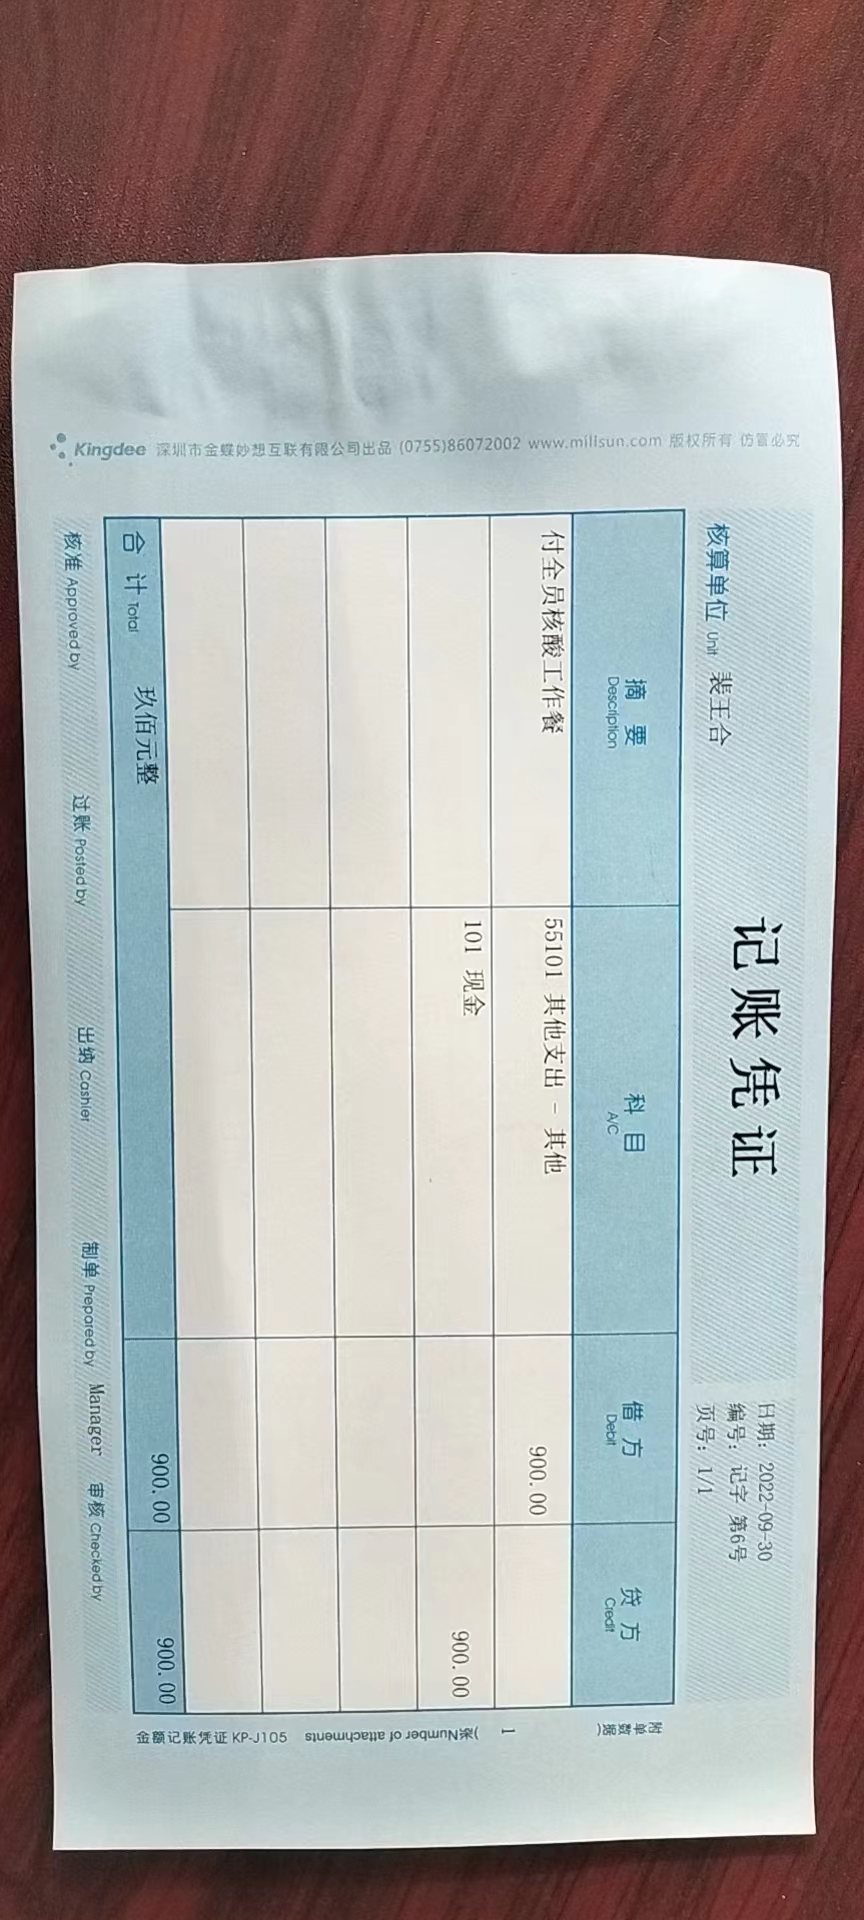 记账凭证
日期: 2022-09-30
编号: 记字 第6号
核算单位 Unit 裴王合
页号: 1/1
摘要 Description 科目 A/C 借方 Debit 贷方 Credit
付全员核酸工作餐 55101 其他支出 - 其他 900.00
101 现金 900.00
合计 Total 玖佰元整 900.00 900.00
核准 Approved by 过账 Posted by 出纳 Cashier 制单 Prepared by Manager 审核 Checked by
附单数据( 1 )张 Number of attachments
金额记账凭证 KP-J105
Kingdee 深圳市金蝶妙想互联有限公司出品 (0755)86072002 www.millsun.com 版权所有 仿冒必究